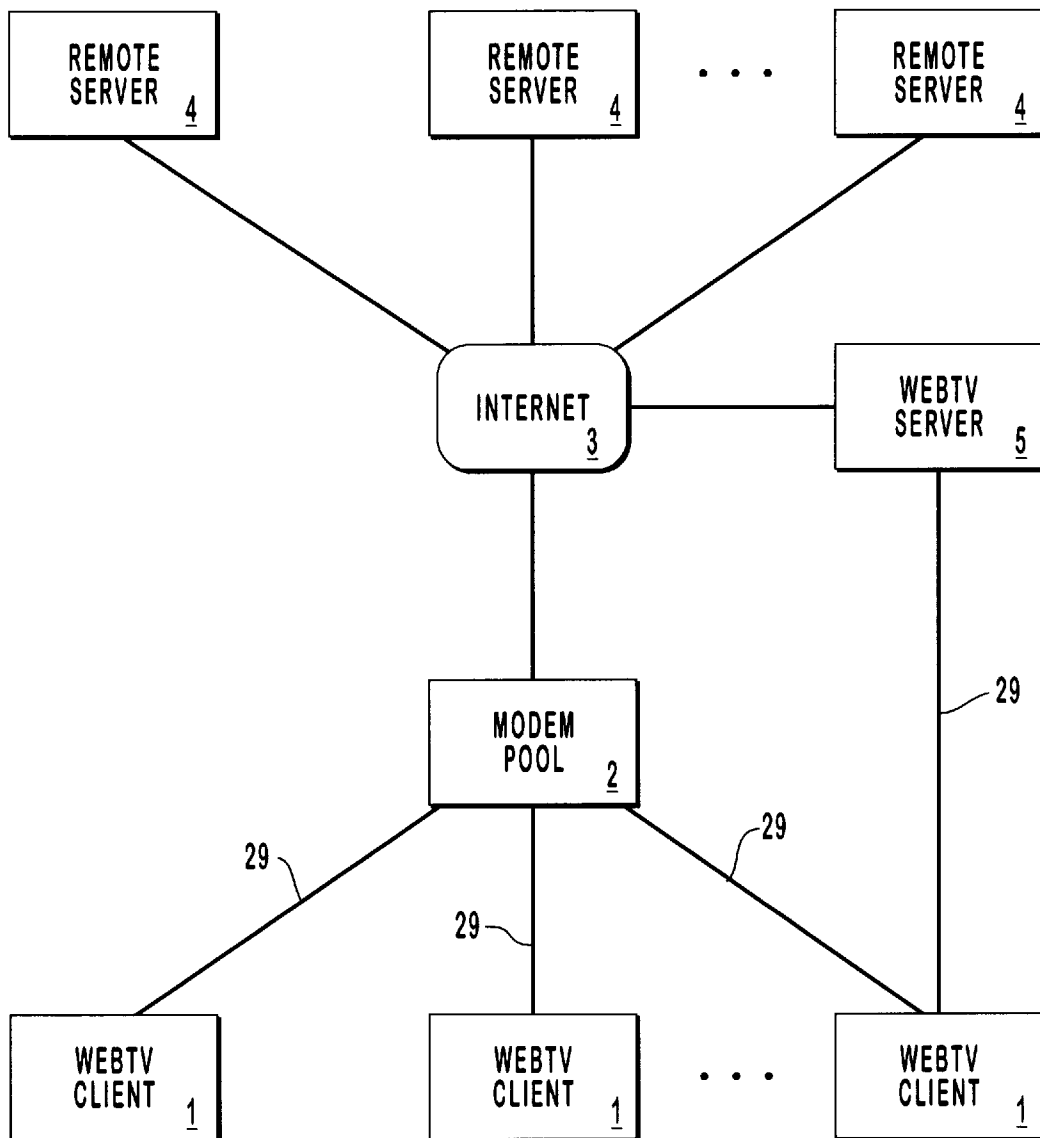 REMOTE
SERVER
4
REMOTE
SERVER
4
. . .
REMOTE
SERVER
4
INTERNET
3
WEBTV
SERVER
5
MODEM
POOL
2
29
29
29
29
WEBTV
CLIENT
1
WEBTV
CLIENT
1
. . .
WEBTV
CLIENT
1